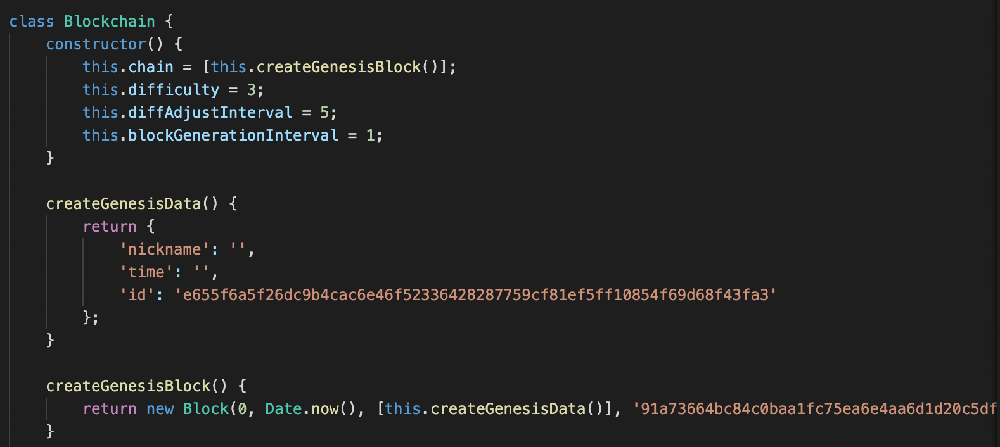 class Blockchain {
constructor() {
this.chain = [this.createGenesisBlock()];
this.difficulty = 3;
this.diffAdjustInterval = 5;
this.blockGenerationInterval = 1;
}
createGenesisData() {
return {
'nickname': '',
'time': '',
'id': 'e655f6a5f26dc9b4cac6e46f52336428287759cf81ef5ff10854f69d68f43fa3'
};
}
createGenesisBlock() {
return new Block(0, Date.now(), [this.createGenesisData()], '91a73664bc84c0baa1fc75ea6e4aa6d1d20c5df
}